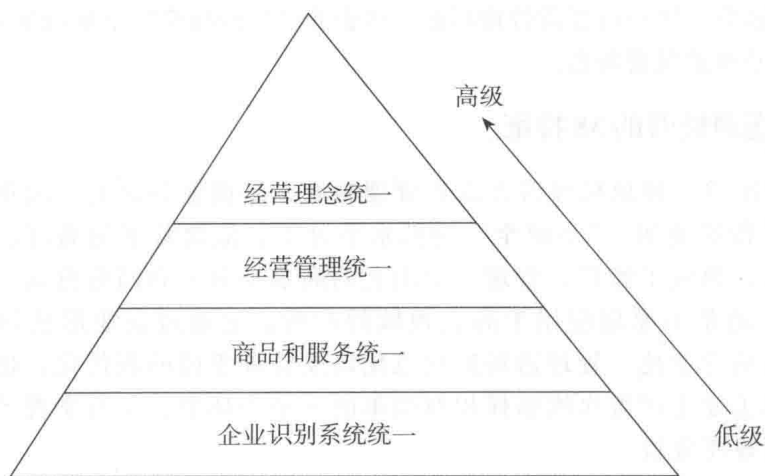 高级
经营理念统一
经营管理统一
商品和服务统一
企业识别系统统一
低级